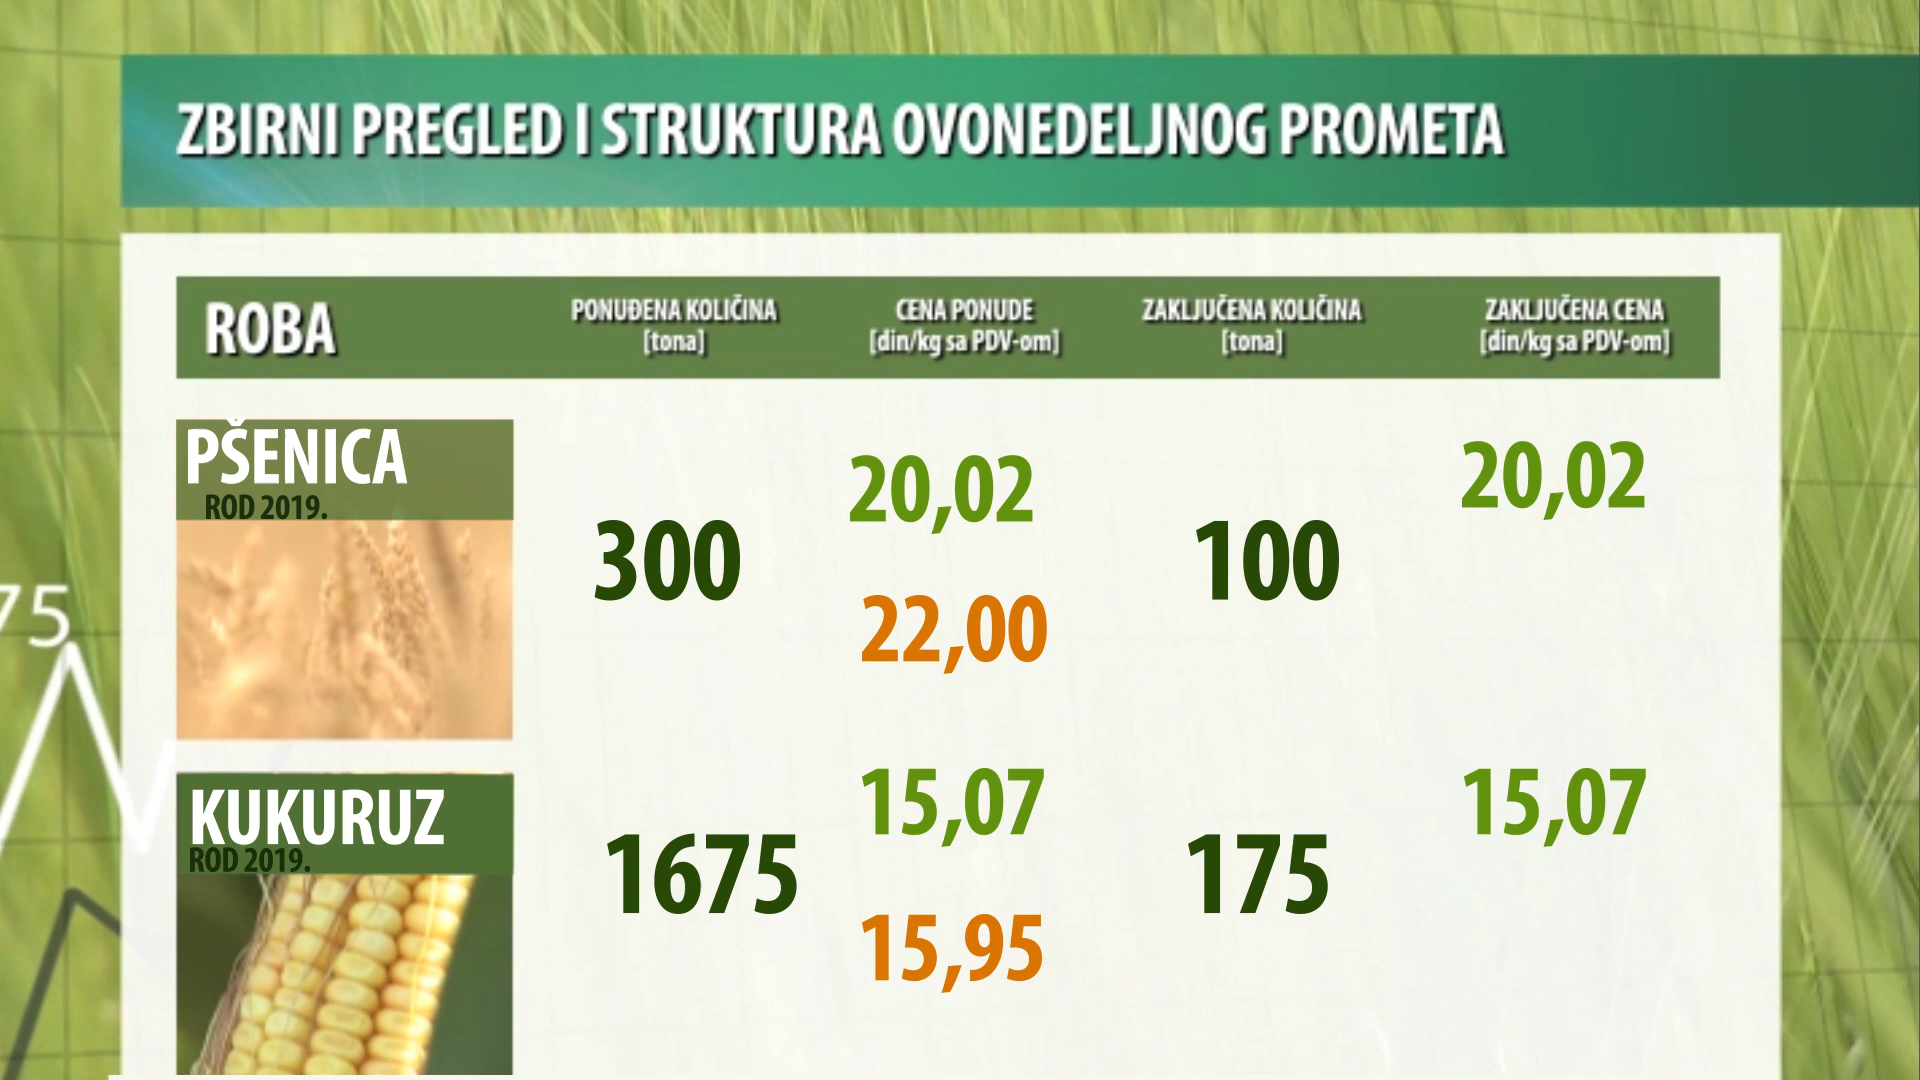 ZBIRNI PREGLED I STRUKTURA OVONEDELJNOG PROMETA
ROBA
PONUĐENA KOLIČINA
[tona]
CENA PONUDE
[din/kg sa PDV-om]
ZAKLJUČENA KOLIČINA
[tona]
ZAKLJUČENA CENA
[din/kg sa PDV-om]
PŠENICA
ROD 2019.
300
20,02
22,00
100
20,02
KUKURUZ
ROD 2019.
1675
15,07
15,95
175
15,07
75